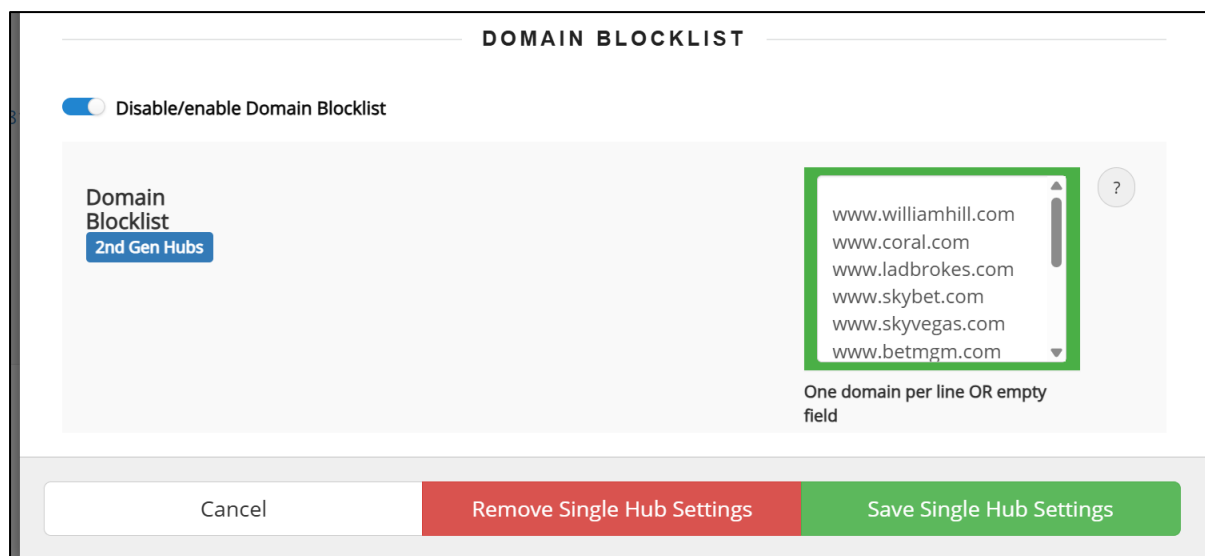 DOMAIN BLOCKLIST
Disable/enable Domain Blocklist
Domain
Blocklist
2nd Gen Hubs
www.williamhill.com
www.coral.com
www.ladbrokes.com
www.skybet.com
www.skyvegas.com
www.betmgm.com
?
One domain per line OR empty
field
Cancel
Remove Single Hub Settings
Save Single Hub Settings